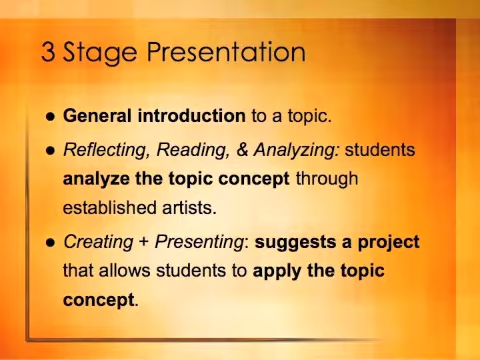 3 Stage Presentation
• General introduction to a topic.
• Reflecting, Reading, & Analyzing: students
analyze the topic concept through
established artists.
• Creating + Presenting: suggests a project
that allows students to apply the topic
concept.